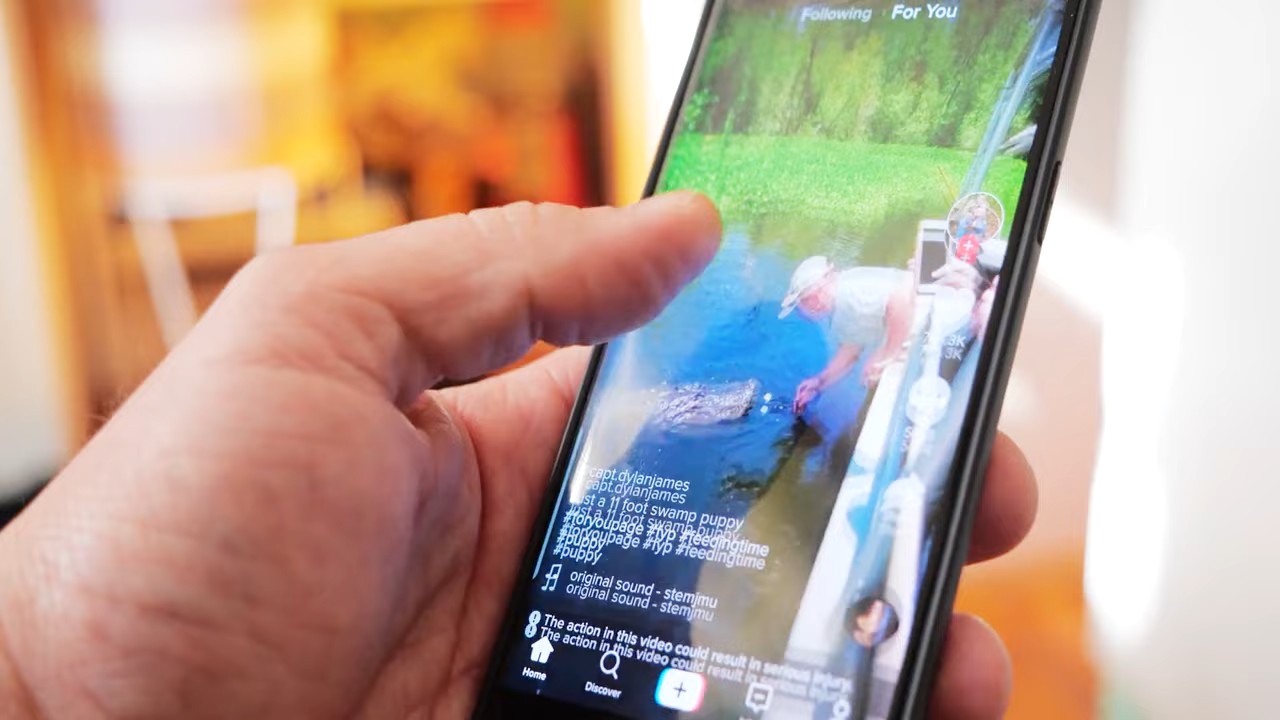 Following For You
3K
3K
capt.dylanjames
capt.dylanjames
just a 11 foot swamp puppy
just a 11 foot swamp puppy
#foryoupage #fyp #feedingtime
#foryoupage #fyp #feedingtime
#puppy
#puppy
original sound - stemjmu
original sound - stemjmu
The action in this video could result in serious injury.
The action in this video could result in serious injury.
Home
Discover